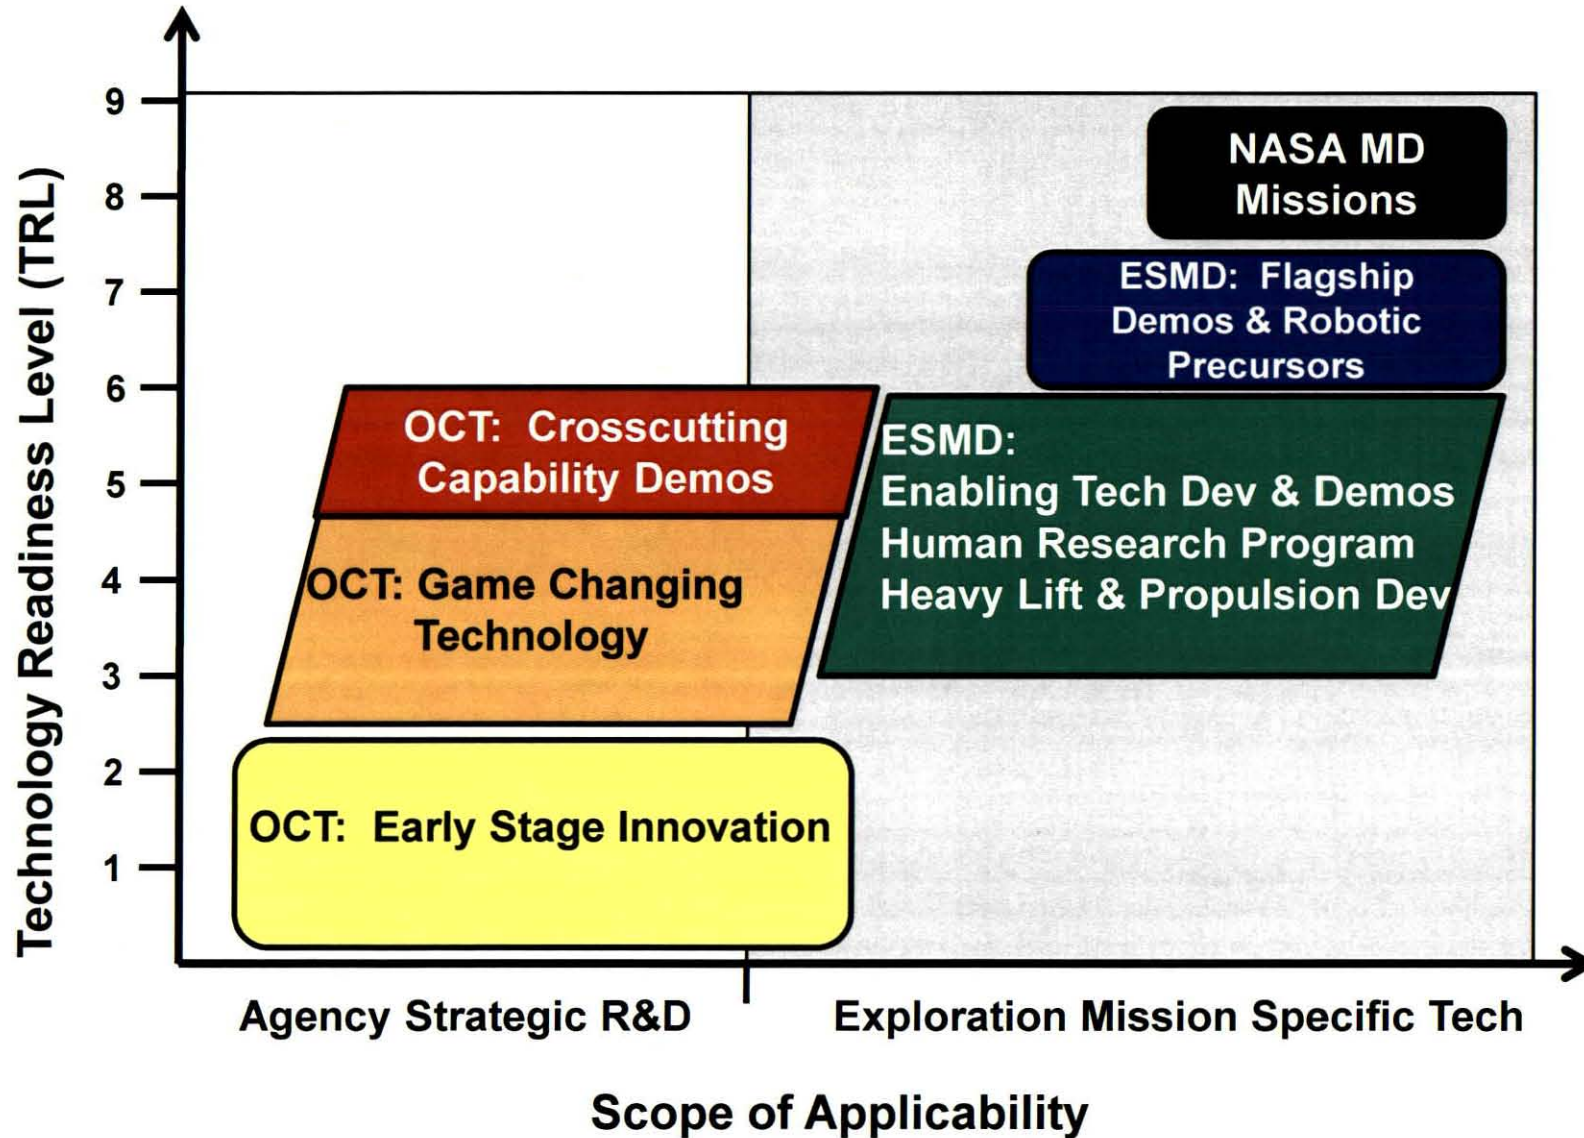 Technology Readiness Level (TRL)
9
8
7
6
5
4
3
2
1
NASA MD
Missions
ESMD: Flagship
Demos & Robotic
Precursors
OCT: Crosscutting
Capability Demos
ESMD:
Enabling Tech Dev & Demos
Human Research Program
Heavy Lift & Propulsion Dev
OCT: Game Changing
Technology
OCT: Early Stage Innovation
Agency Strategic R&D
Exploration Mission Specific Tech
Scope of Applicability